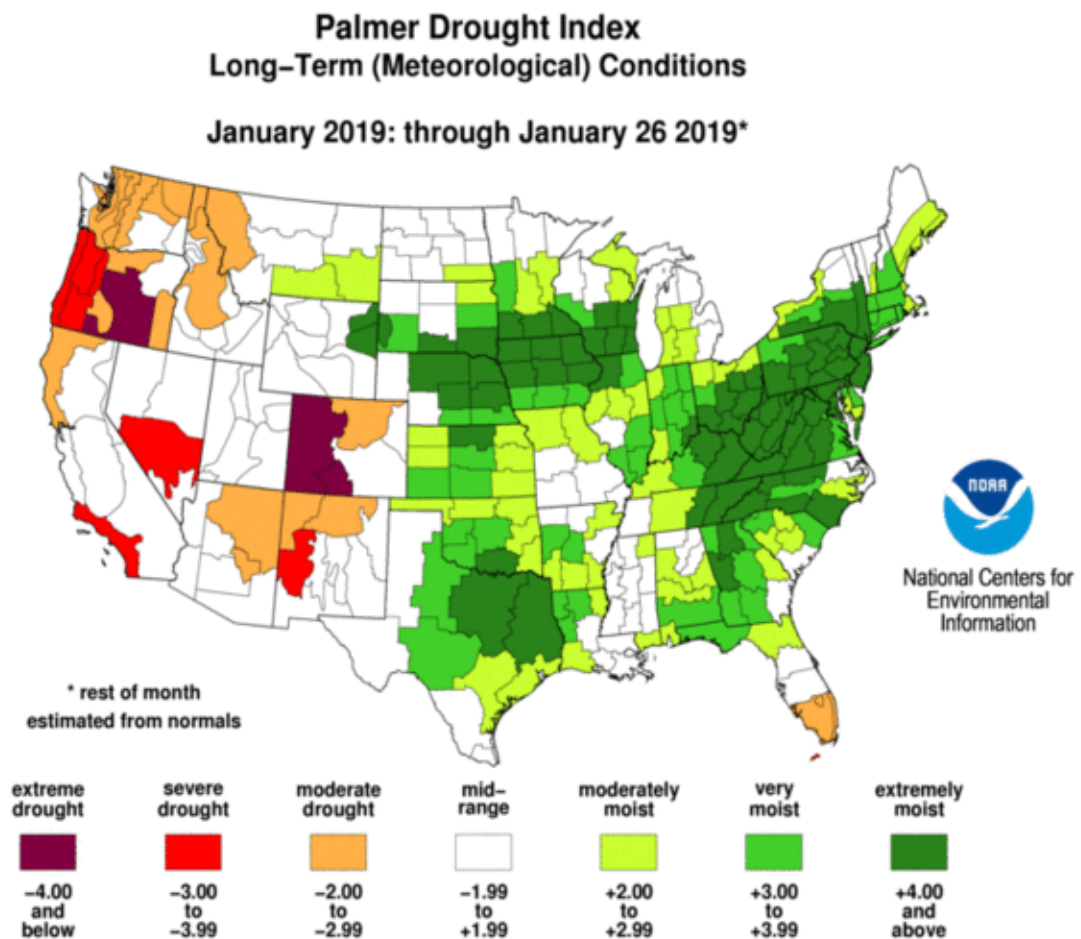 Palmer Drought Index
Long–Term (Meteorological) Conditions
January 2019: through January 26 2019*
NOAA
National Centers for
Environmental
Information
* rest of month
estimated from normals
extreme drought
severe drought
moderate drought
mid–range
moderately moist
very moist
extremely moist
−4.00 and below
−3.00 to −3.99
−2.00 to −2.99
−1.99 to +1.99
+2.00 to +2.99
+3.00 to +3.99
+4.00 and above